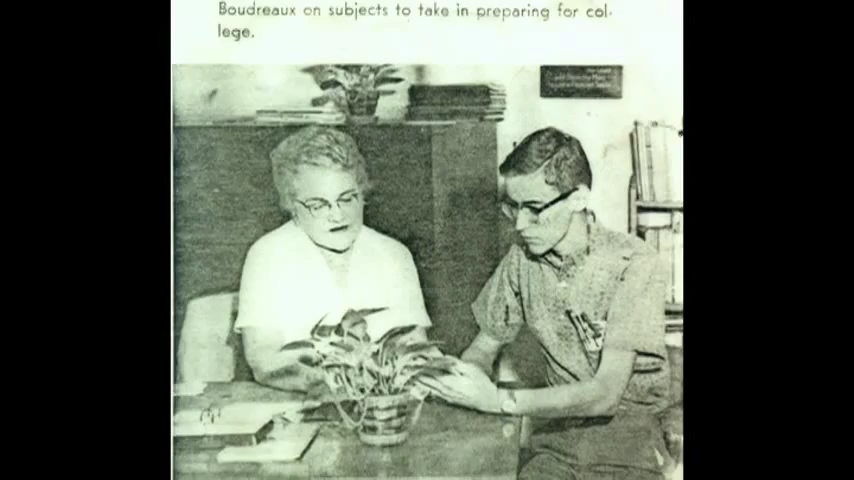 Boudreaux on subjects to take in preparing for col-
lege.